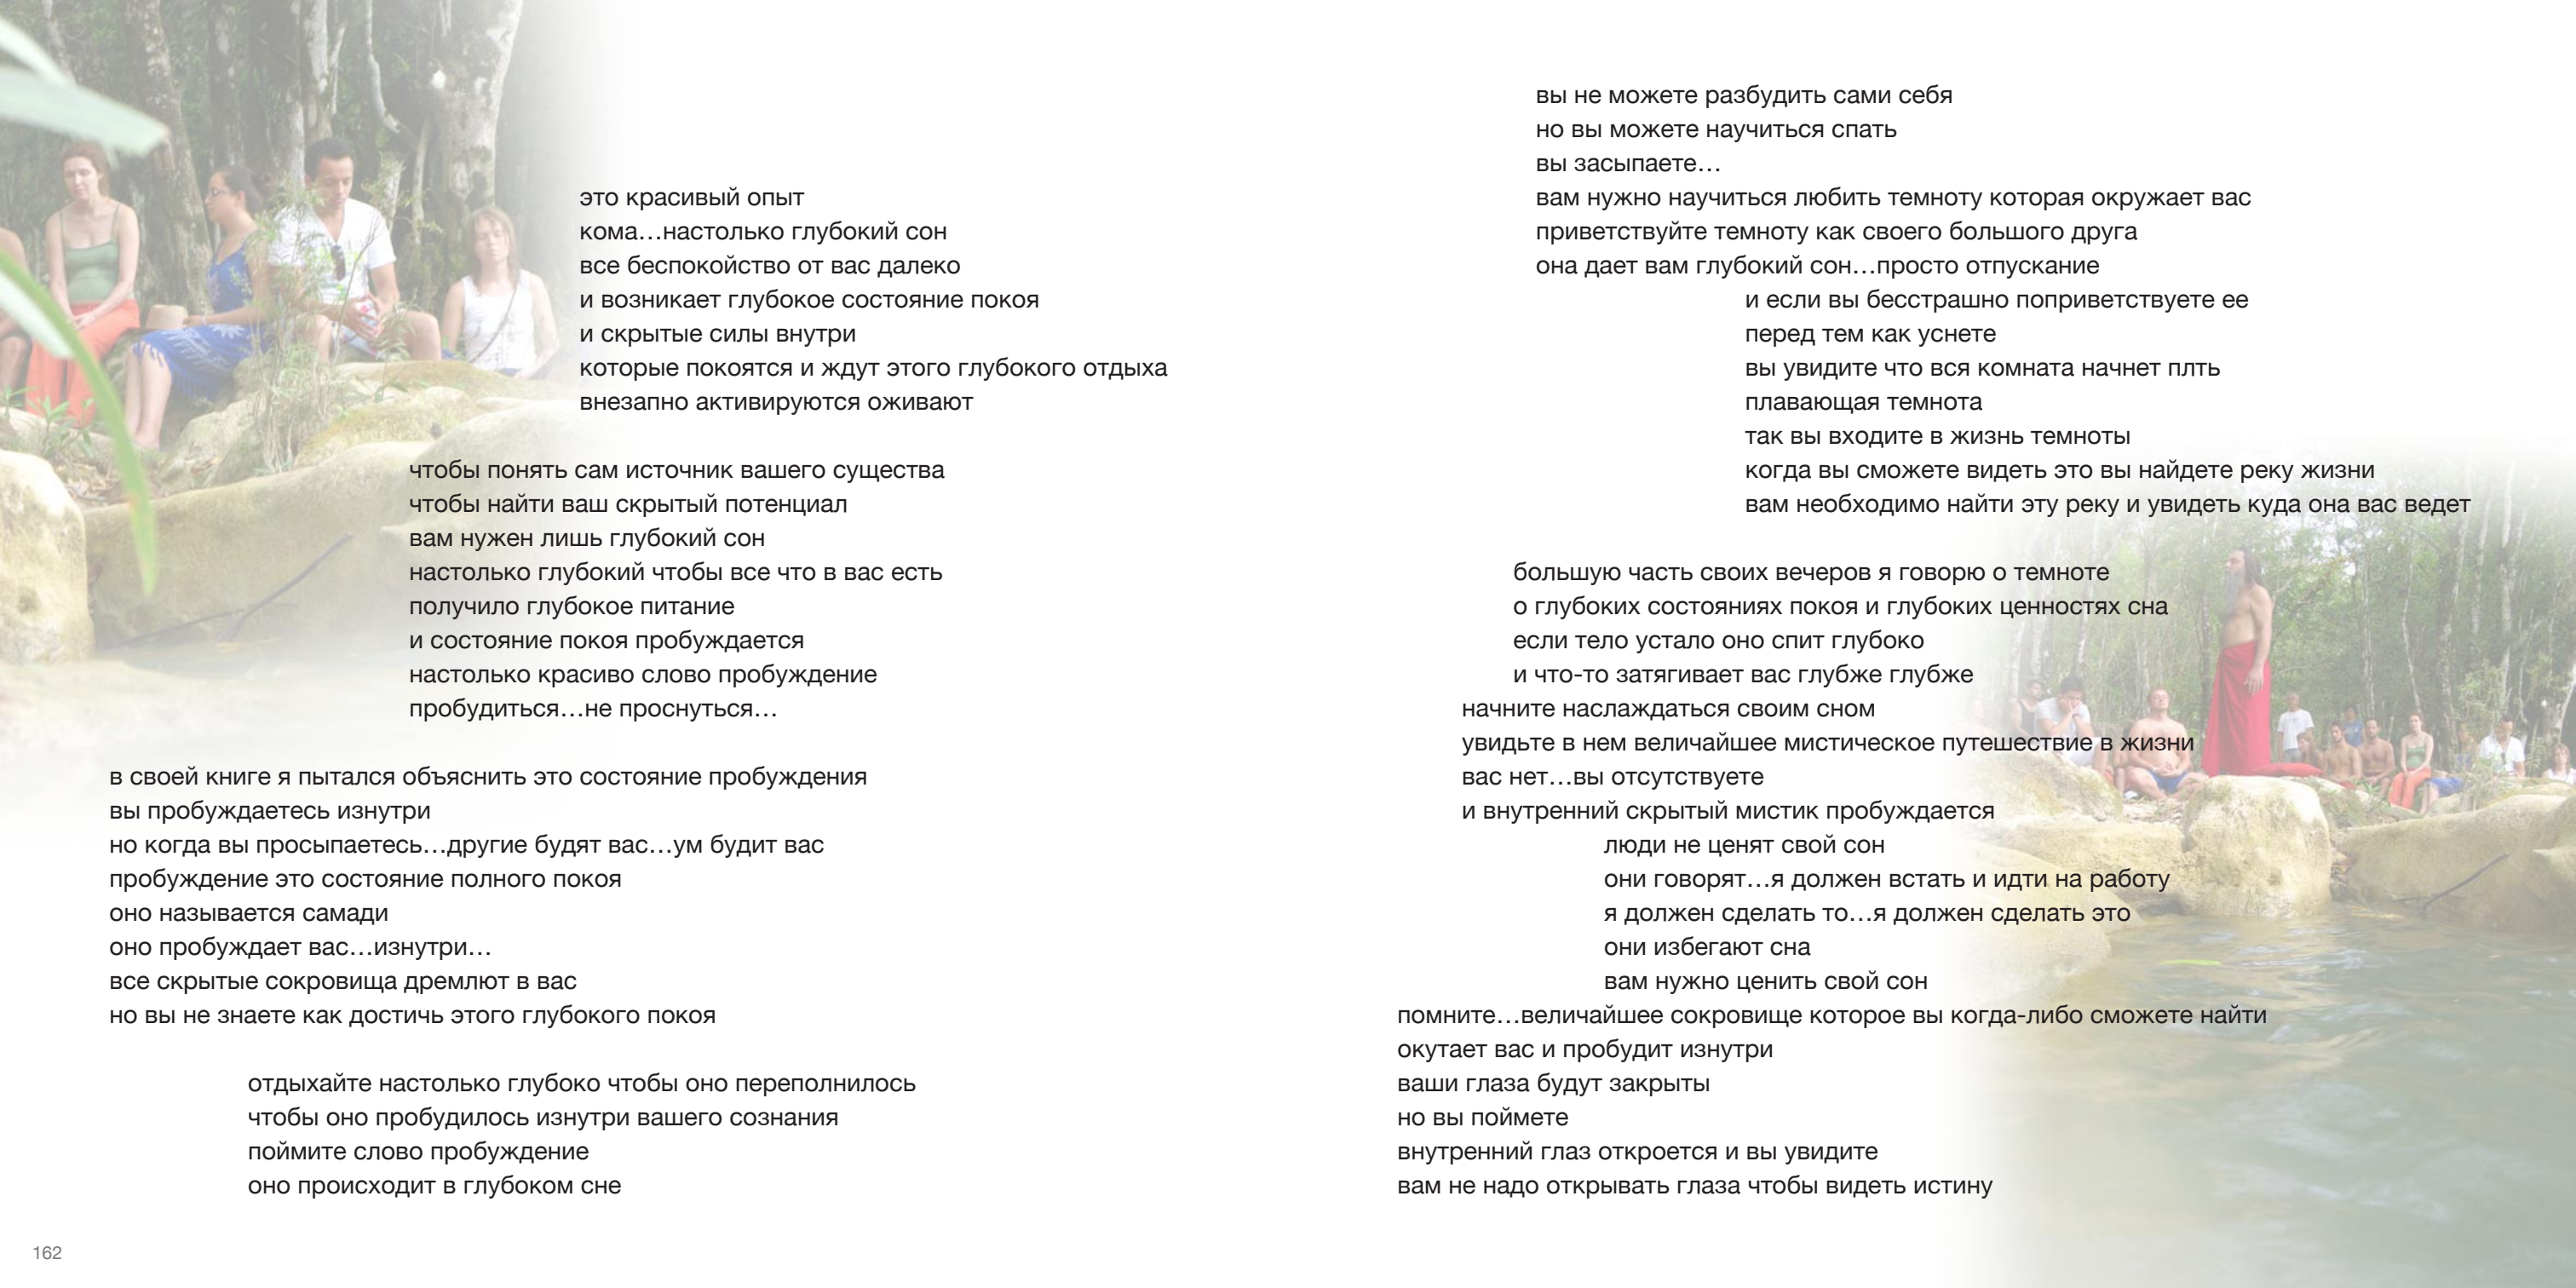 это красивый опыт
кома…настолько глубокий сон
все беспокойство от вас далеко
и возникает глубокое состояние покоя
и скрытые силы внутри
которые покоятся и ждут этого глубокого отдыха
внезапно активируются оживают
чтобы понять сам источник вашего существа
чтобы найти ваш скрытый потенциал
вам нужен лишь глубокий сон
настолько глубокий чтобы все что в вас есть
получило глубокое питание
и состояние покоя пробуждается
настолько красиво слово пробуждение
пробудиться…не проснуться…
в своей книге я пытался объяснить это состояние пробуждения
вы пробуждаетесь изнутри
но когда вы просыпаетесь…другие будят вас…ум будит вас
пробуждение это состояние полного покоя
оно называется самади
оно пробуждает вас…изнутри…
все скрытые сокровища дремлют в вас
но вы не знаете как достичь этого глубокого покоя
отдыхайте настолько глубоко чтобы оно переполнилось
чтобы оно пробудилось изнутри вашего сознания
поймите слово пробуждение
оно происходит в глубоком сне
162
вы не можете разбудить сами себя
но вы можете научиться спать
вы засыпаете…
вам нужно научиться любить темноту которая окружает вас
приветствуйте темноту как своего большого друга
она дает вам глубокий сон…просто отпускание
и если вы бесстрашно поприветствуете ее
перед тем как уснете
вы увидите что вся комната начнет плть
плавающая темнота
так вы входите в жизнь темноты
когда вы сможете видеть это вы найдете реку жизни
вам необходимо найти эту реку и увидеть куда она вас ведет
большую часть своих вечеров я говорю о темноте
о глубоких состояниях покоя и глубоких ценностях сна
если тело устало оно спит глубоко
и что-то затягивает вас глубже глубже
начните наслаждаться своим сном
увидьте в нем величайшее мистическое путешествие в жизни
вас нет…вы отсутствуете
и внутренний скрытый мистик пробуждается
люди не ценят свой сон
они говорят…я должен встать и идти на работу
я должен сделать то…я должен сделать это
они избегают сна
вам нужно ценить свой сон
помните…величайшее сокровище которое вы когда-либо сможете найти
окутает вас и пробудит изнутри
ваши глаза будут закрыты
но вы поймете
внутренний глаз откроется и вы увидите
вам не надо открывать глаза чтобы видеть истину